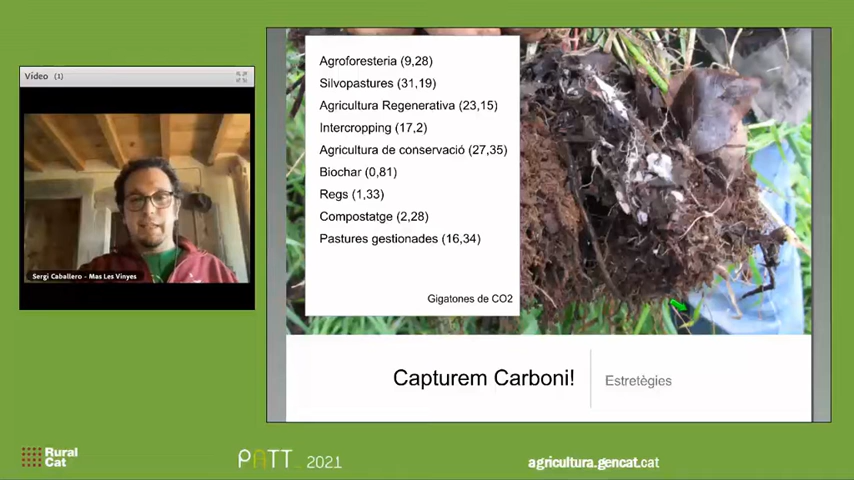 Vídeo (1)
Sergi Caballero - Mas Les Vinyes
Agroforesteria (9,28)
Silvopastures (31,19)
Agricultura Regenerativa (23,15)
Intercropping (17,2)
Agricultura de conservació (27,35)
Biochar (0,81)
Regs (1,33)
Compostatge (2,28)
Pastures gestionades (16,34)
Gigatones de CO2
Capturem Carboni!
Estretègies
Rural
Cat
PATT 2021
agricultura.gencat.cat